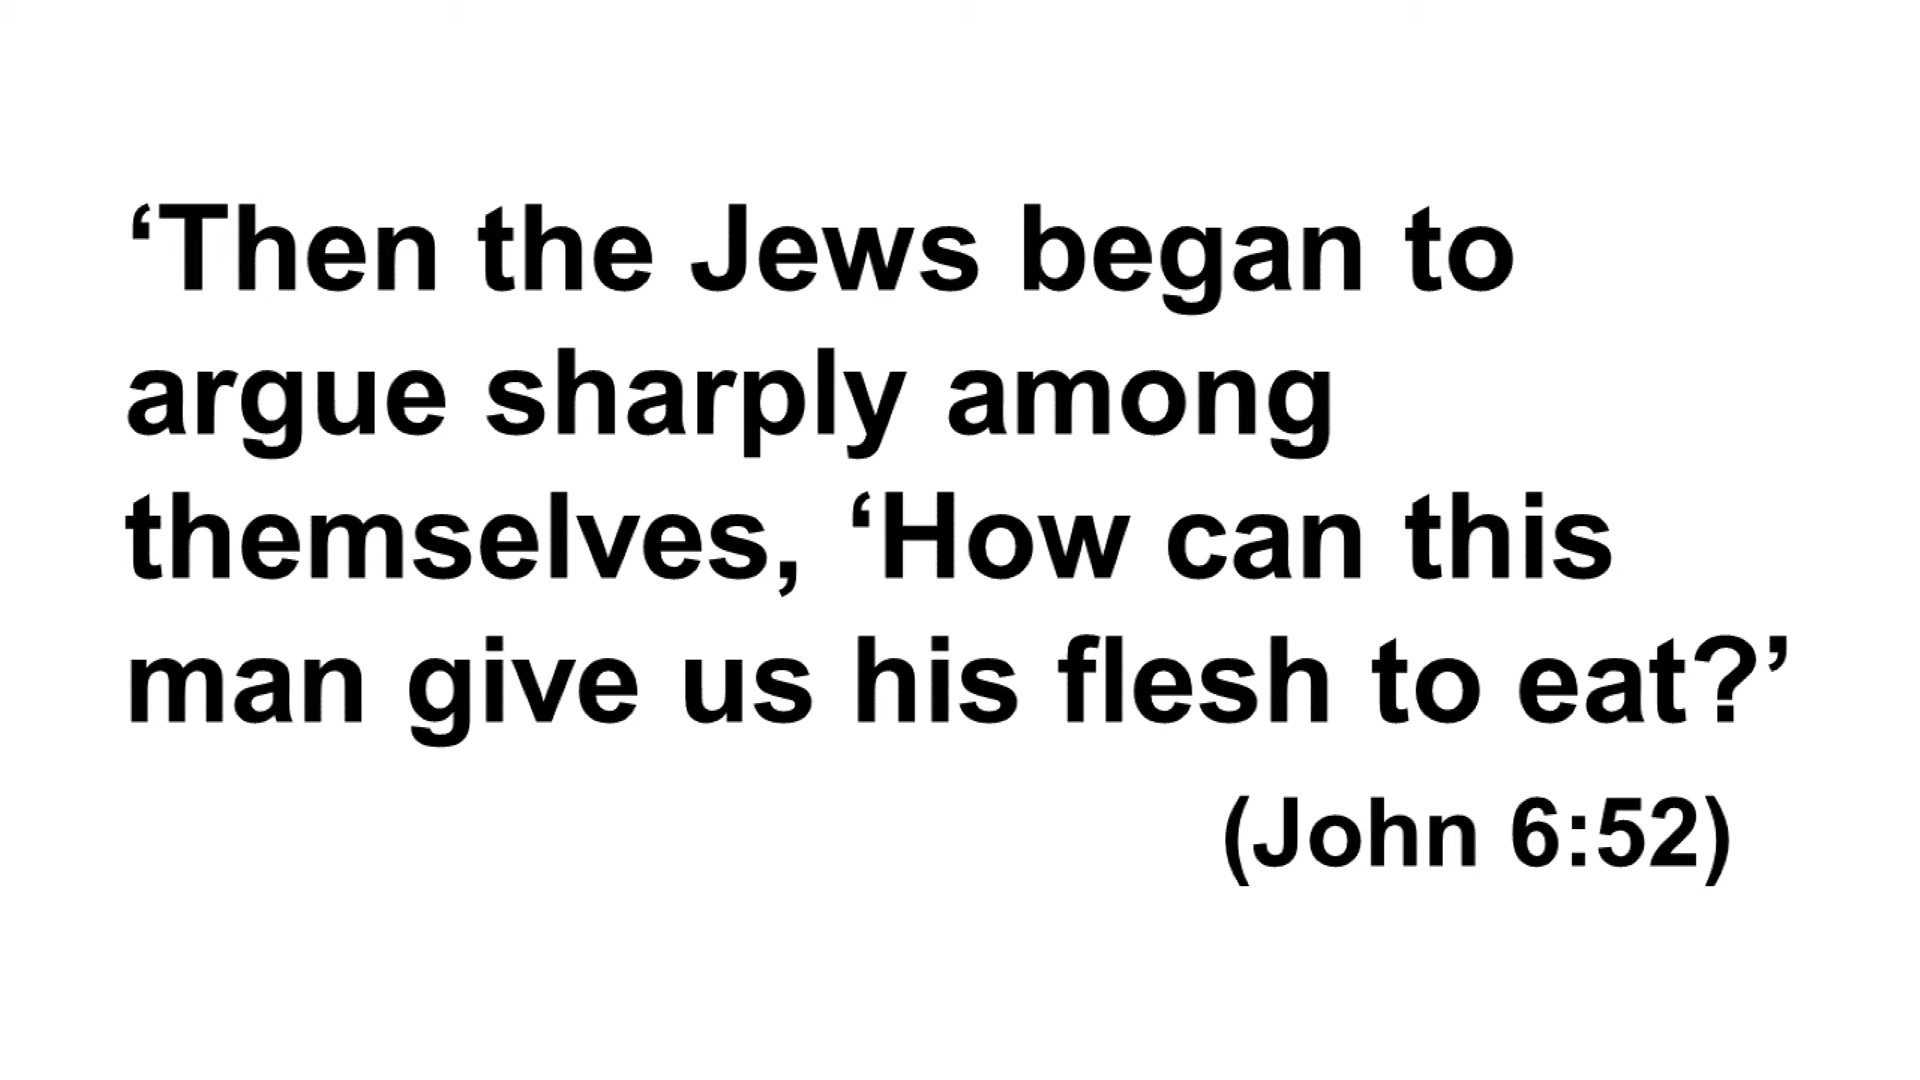 ‘Then the Jews began to
argue sharply among
themselves, ‘How can this
man give us his flesh to eat?’
(John 6:52)